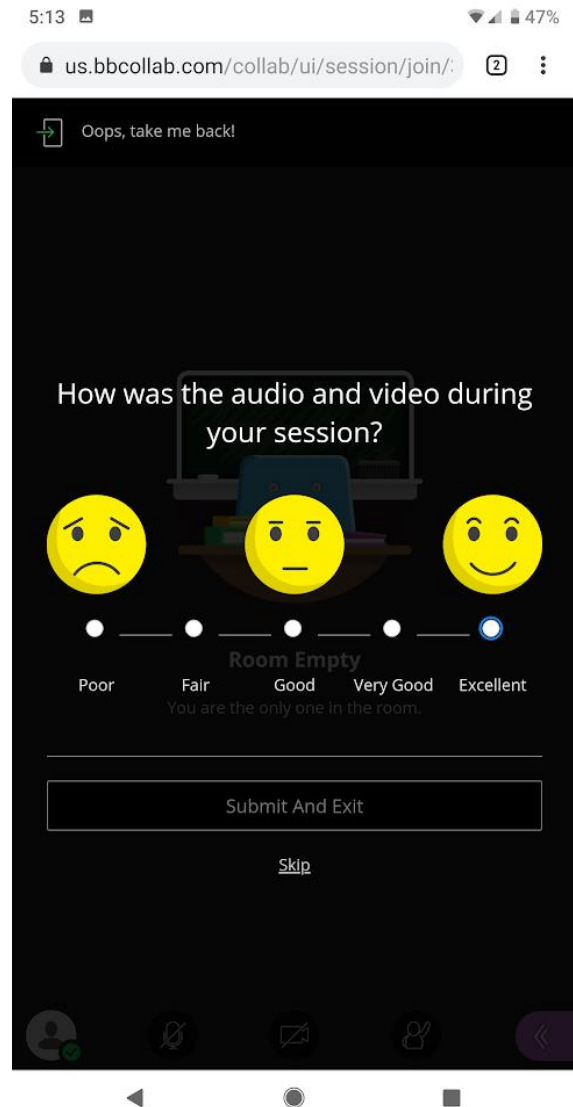 5:13
47%
us.bbcollab.com/collab/ui/session/join/
2
Oops, take me back!
How was the audio and video during
your session?
Room Empty
Poor Fair Good Very Good Excellent
You are the only one in the room.
Submit And Exit
Skip